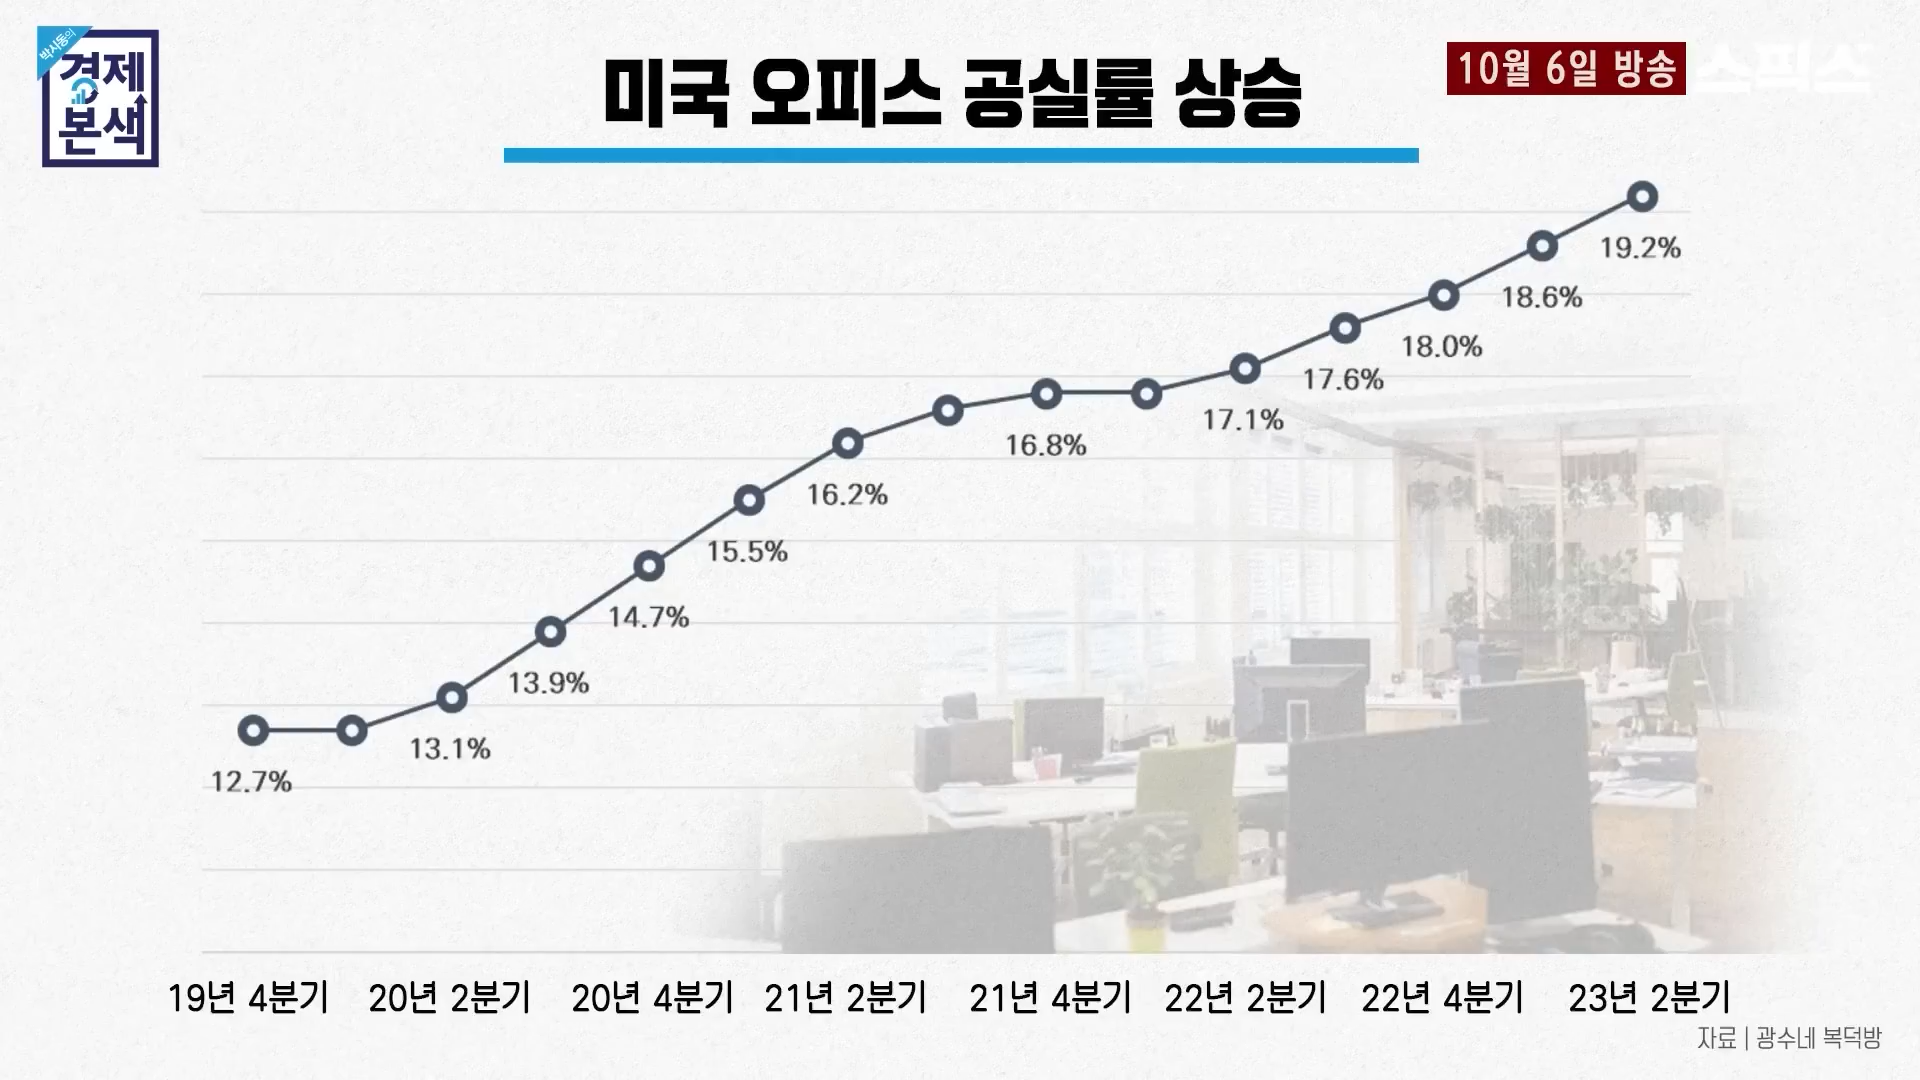 박시동의
경제
본색
미국 오피스 공실률 상승
10월 6일 방송
스피스
19.2%
18.6%
18.0%
17.6%
17.1%
16.8%
16.2%
15.5%
14.7%
13.9%
13.1%
12.7%
19년 4분기 20년 2분기 20년 4분기 21년 2분기 21년 4분기 22년 2분기 22년 4분기 23년 2분기
자료 | 광수네 복덕방